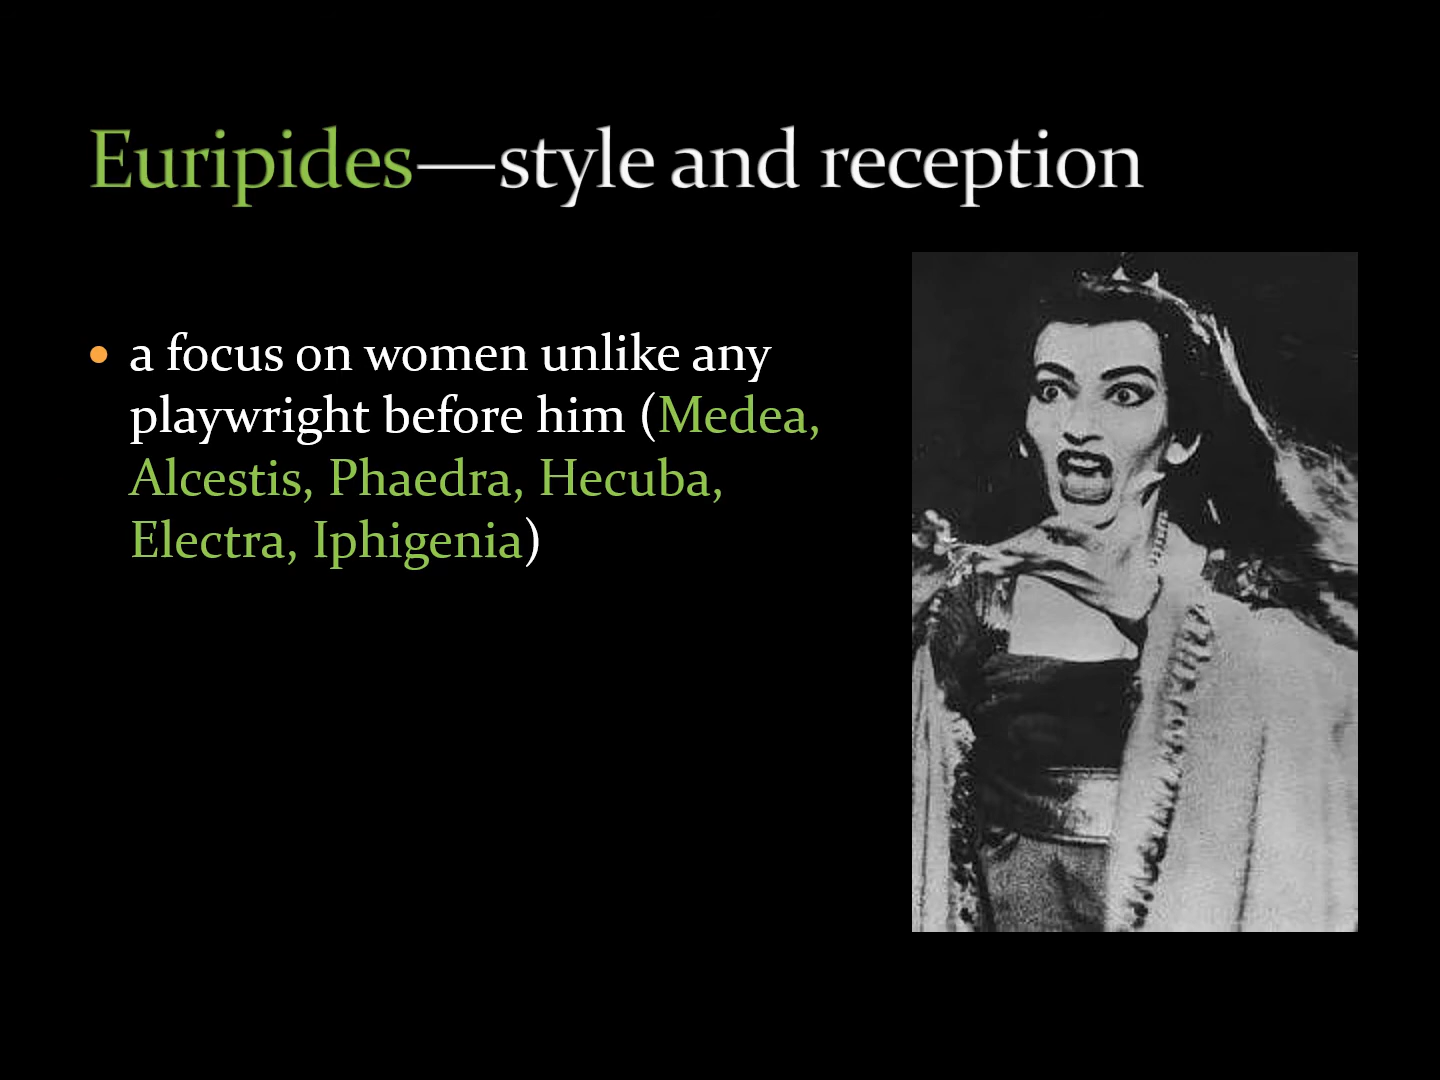 Euripides—style and reception
• a focus on women unlike any
playwright before him (Medea,
Alcestis, Phaedra, Hecuba,
Electra, Iphigenia)